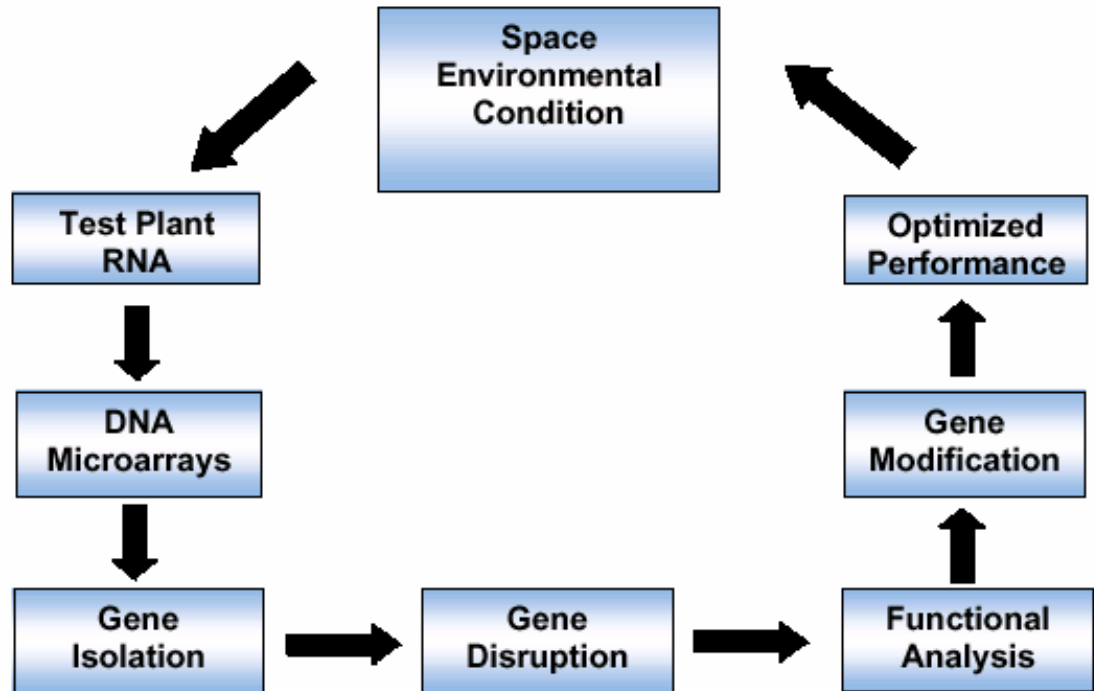 Space
Environmental
Condition
Test Plant
RNA
Optimized
Performance
DNA
Microarrays
Gene
Modification
Gene
Isolation
Gene
Disruption
Functional
Analysis